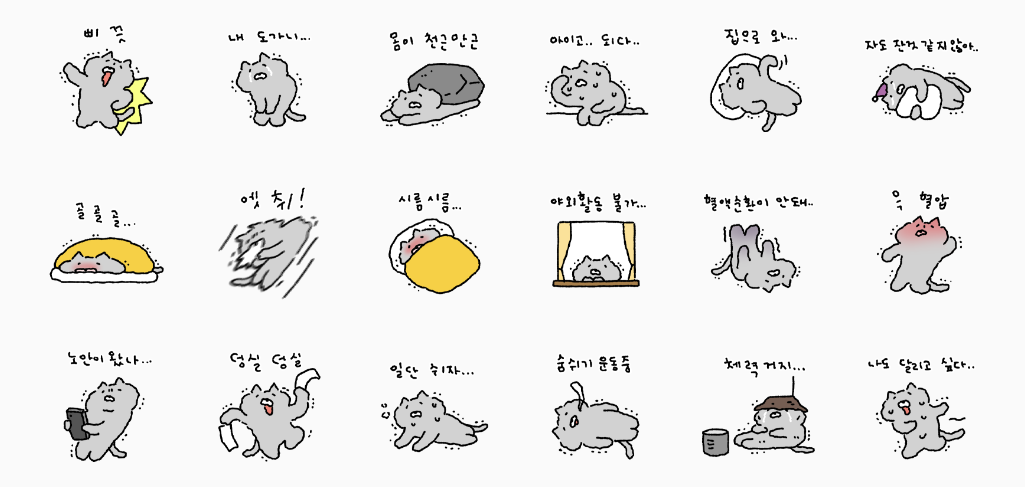 삐 끗
내 도가니...
몸이 천근만근
아이고.. 되다..
집으로 와...
자도 잔것 같지 않아..
골골골...
엣 취!
시름시름...
야외활동 불가..
혈액순환이 안돼..
윽 혈압
노안이 왔나...
덩실 덩실
일단 쉬자...
숨쉬기 운동중
체력 거지...
나도 달리고 싶다..